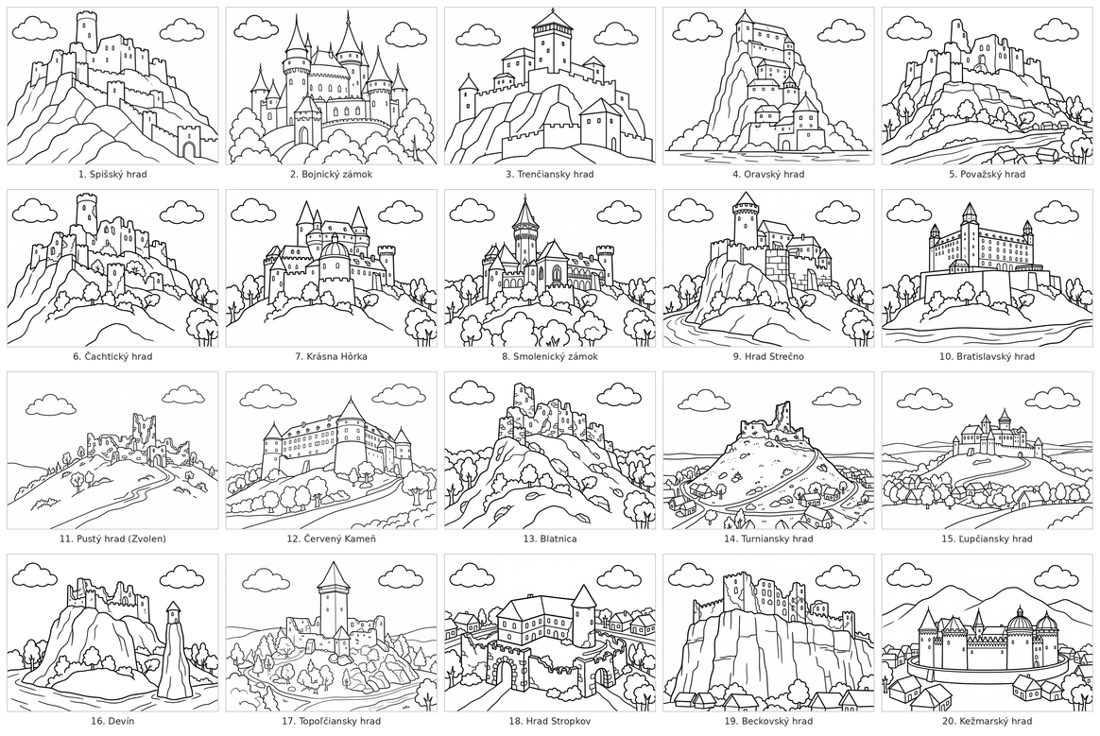 1. Spišský hrad
2. Bojnický zámok
3. Trenčiansky hrad
4. Oravský hrad
5. Považský hrad
6. Čachtický hrad
7. Krásna Hôrka
8. Smolenický zámok
9. Hrad Strečno
10. Bratislavský hrad
11. Pustý hrad (Zvolen)
12. Červený Kameň
13. Blatnica
14. Turniansky hrad
15. Ľupčiansky hrad
16. Devín
17. Topoľčiansky hrad
18. Hrad Stropkov
19. Beckovský hrad
20. Kežmarský hrad